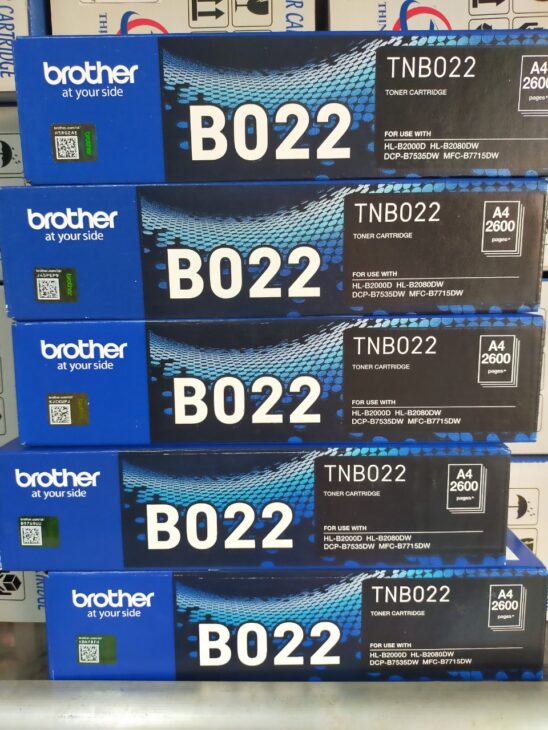 CARTRIDGE
THIN
CAR
brother
at your side
B022
TNB022
TONER CARTRIDGE
A4
2600
pages*
FOR USE WITH
HL-B2000D HL-B2080DW
DCP-B7535DW MFC-B7715DW
brother
at your side
B022
TNB022
TONER CARTRIDGE
A4
2600
pages*
FOR USE WITH
HL-B2000D HL-B2080DW
DCP-B7535DW MFC-B7715DW
brother
at your side
B022
TNB022
TONER CARTRIDGE
A4
2600
pages*
FOR USE WITH
HL-B2000D HL-B2080DW
DCP-B7535DW MFC-B7715DW
brother
at your side
B022
TNB022
TONER CARTRIDGE
A4
2600
pages*
FOR USE WITH
HL-B2000D HL-B2080DW
DCP-B7535DW MFC-B7715DW
brother
at your side
B022
TNB022
TONER CARTRIDGE
A4
2600
pages*
FOR USE WITH
HL-B2000D HL-B2080DW
DCP-B7535DW MFC-B7715DW